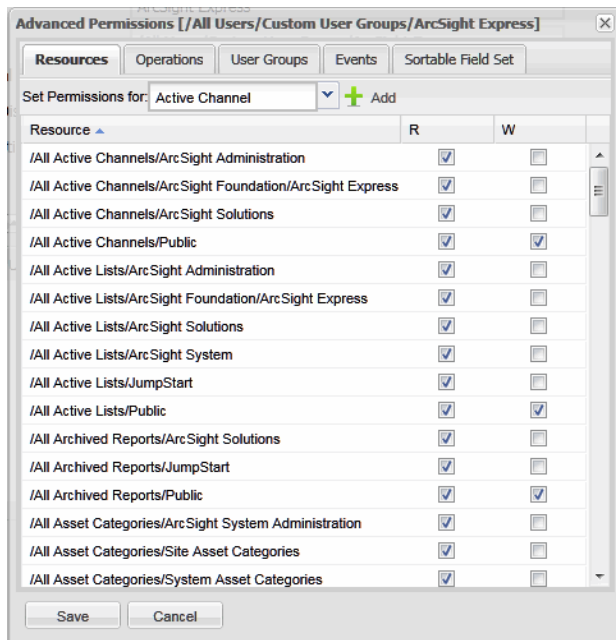 ArcSight Express
Advanced Permissions [/All Users/Custom User Groups/ArcSight Express]
Resources Operations User Groups Events Sortable Field Set
Set Permissions for: Active Channel Add
Resource R W
/All Active Channels/ArcSight Administration
/All Active Channels/ArcSight Foundation/ArcSight Express
/All Active Channels/ArcSight Solutions
/All Active Channels/Public
/All Active Lists/ArcSight Administration
/All Active Lists/ArcSight Foundation/ArcSight Express
/All Active Lists/ArcSight Solutions
/All Active Lists/ArcSight System
/All Active Lists/JumpStart
/All Active Lists/Public
/All Archived Reports/ArcSight Solutions
/All Archived Reports/JumpStart
/All Archived Reports/Public
/All Asset Categories/ArcSight System Administration
/All Asset Categories/Site Asset Categories
/All Asset Categories/System Asset Categories
Save Cancel